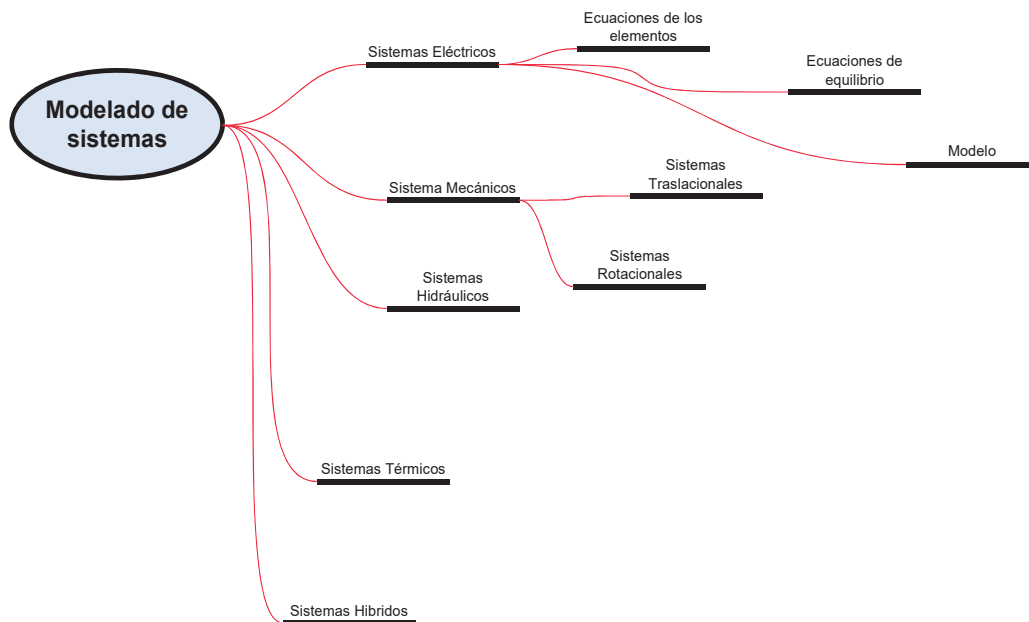 Modelado de
sistemas
Sistemas Eléctricos
Ecuaciones de los
elementos
Ecuaciones de
equilibrio
Modelo
Sistema Mecánicos
Sistemas
Traslacionales
Sistemas
Rotacionales
Sistemas
Hidráulicos
Sistemas Térmicos
Sistemas Hibridos